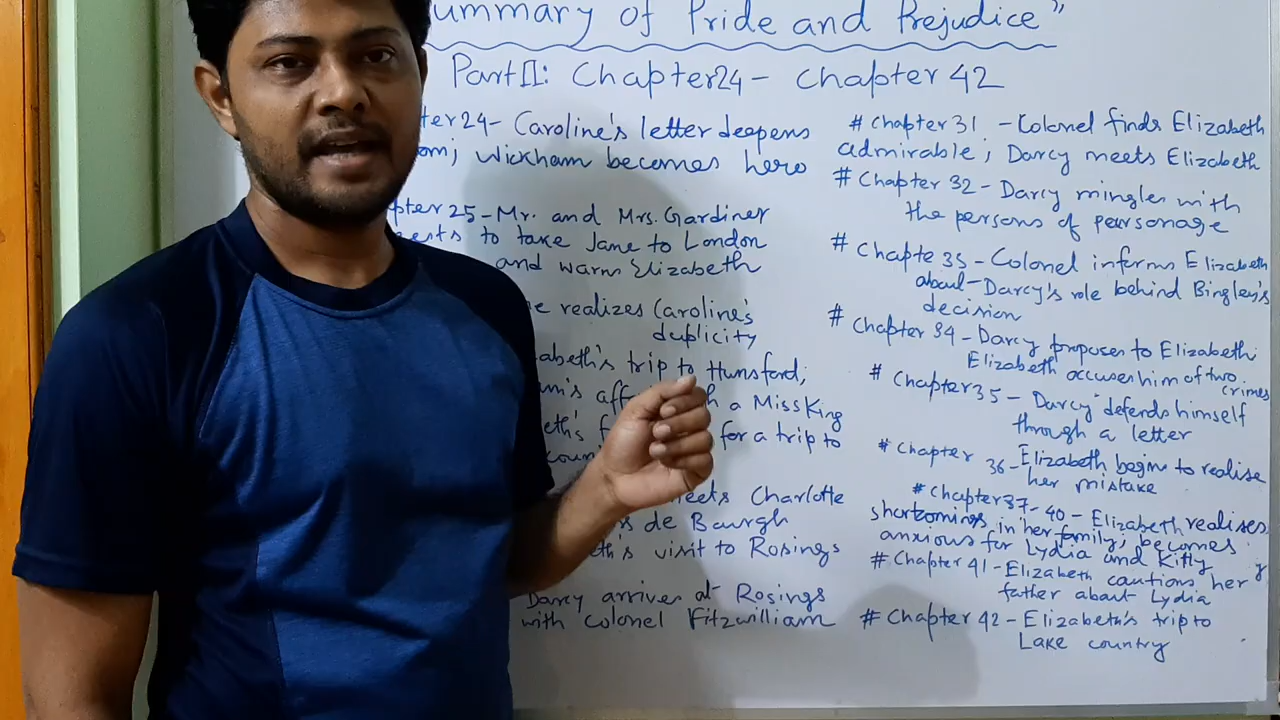 ummary of Pride and Prejudice"
Part II: Chapter 24 - Chapter 42
ter 24 - Caroline's letter deepens
om; Wickham becomes hero
pter 25 - Mr. and Mrs. Gardiner
to take Jane to London
and warns Elizabeth
e realizes Caroline's
duplicity
abeth's trip to Hunsford;
am's aff h a Miss King
eth's f for a trip to
coun
eets Charlotte
s de Baurgh
eth's visit to Rosings
Darcy arrives at Rosings
with Colonel Fitzwilliam
# Chapter 31 - Colonel finds Elizabeth
admirable; Darcy meets Elizabeth
# Chapter 32 - Darcy mingles with
the persons of pearsonage
# Chapte 33 - Colonel informs Elizabeth
about - Darcy's role behind Bingley's
decision
# Chapter 34 - Darcy proposes to Elizabeth;
Elizabeth accuses him of two
crimes
# Chapter 35 - Darcy defends himself
through a letter
# Chapter 36 - Elizabeth begins to realise
her mistake
# Chapter 37-40 - Elizabeth realises
shortcomings in her family; becomes
anxious for Lydia and Kitty
# Chapter 41 - Elizabeth cautions her
father about Lydia
# Chapter 42 - Elizabeth's trip to
Lake country